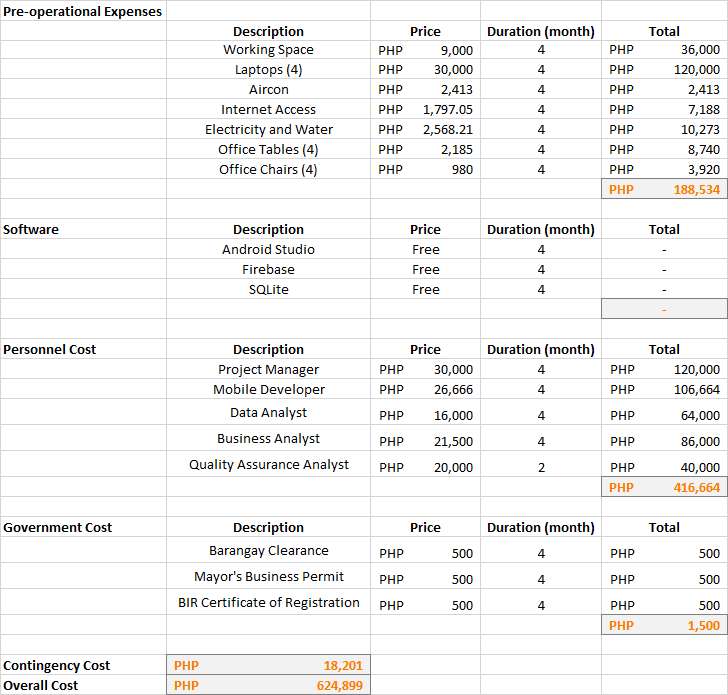 Pre-operational Expenses
Description Price Duration (month) Total
Working Space PHP 9,000 4 PHP 36,000
Laptops (4) PHP 30,000 4 PHP 120,000
Aircon PHP 2,413 4 PHP 2,413
Internet Access PHP 1,797.05 4 PHP 7,188
Electricity and Water PHP 2,568.21 4 PHP 10,273
Office Tables (4) PHP 2,185 4 PHP 8,740
Office Chairs (4) PHP 980 4 PHP 3,920
PHP 188,534
Software Description Price Duration (month) Total
Android Studio Free 4 -
Firebase Free 4 -
SQLite Free 4 -
-
Personnel Cost Description Price Duration (month) Total
Project Manager PHP 30,000 4 PHP 120,000
Mobile Developer PHP 26,666 4 PHP 106,664
Data Analyst PHP 16,000 4 PHP 64,000
Business Analyst PHP 21,500 4 PHP 86,000
Quality Assurance Analyst PHP 20,000 2 PHP 40,000
PHP 416,664
Government Cost Description Price Duration (month) Total
Barangay Clearance PHP 500 4 PHP 500
Mayor's Business Permit PHP 500 4 PHP 500
BIR Certificate of Registration PHP 500 4 PHP 500
PHP 1,500
Contingency Cost PHP 18,201
Overall Cost PHP 624,899